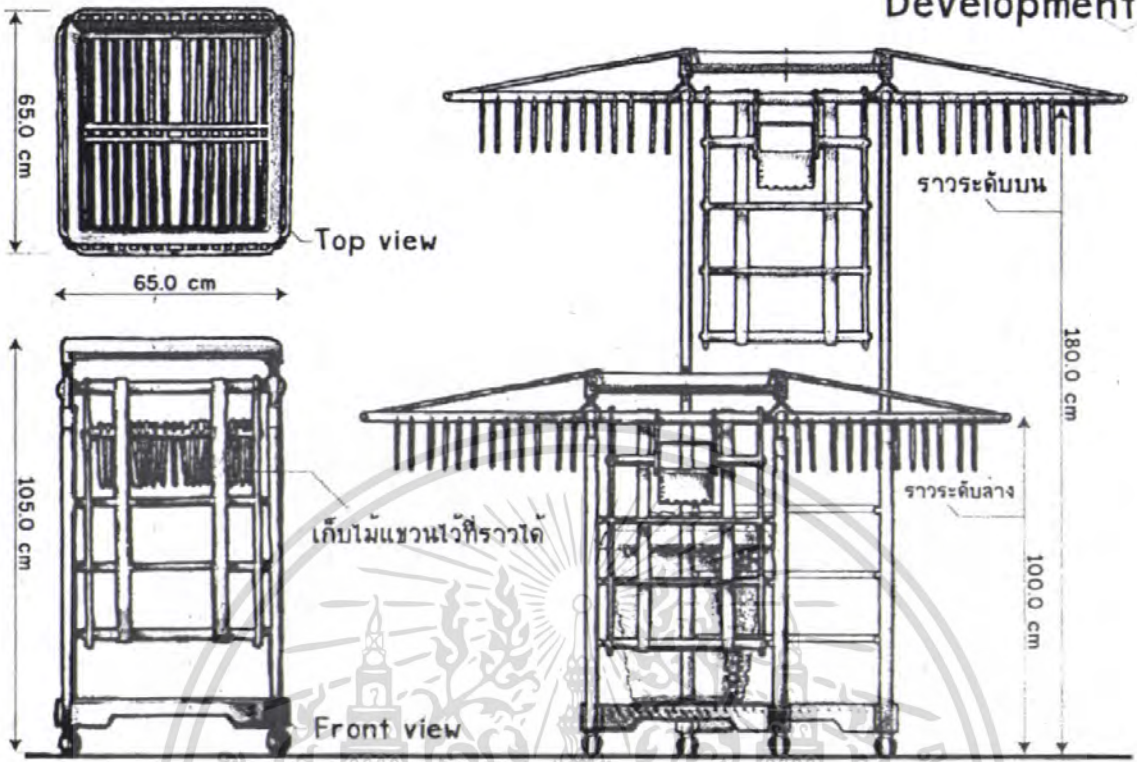 Development
65.0 cm
Top view
65.0 cm
ราวระดับบน
180.0 cm
105.0 cm
เก็บไม้แขวนไว้ที่ราวได้
ราวระดับล่าง
100.0 cm
Front view